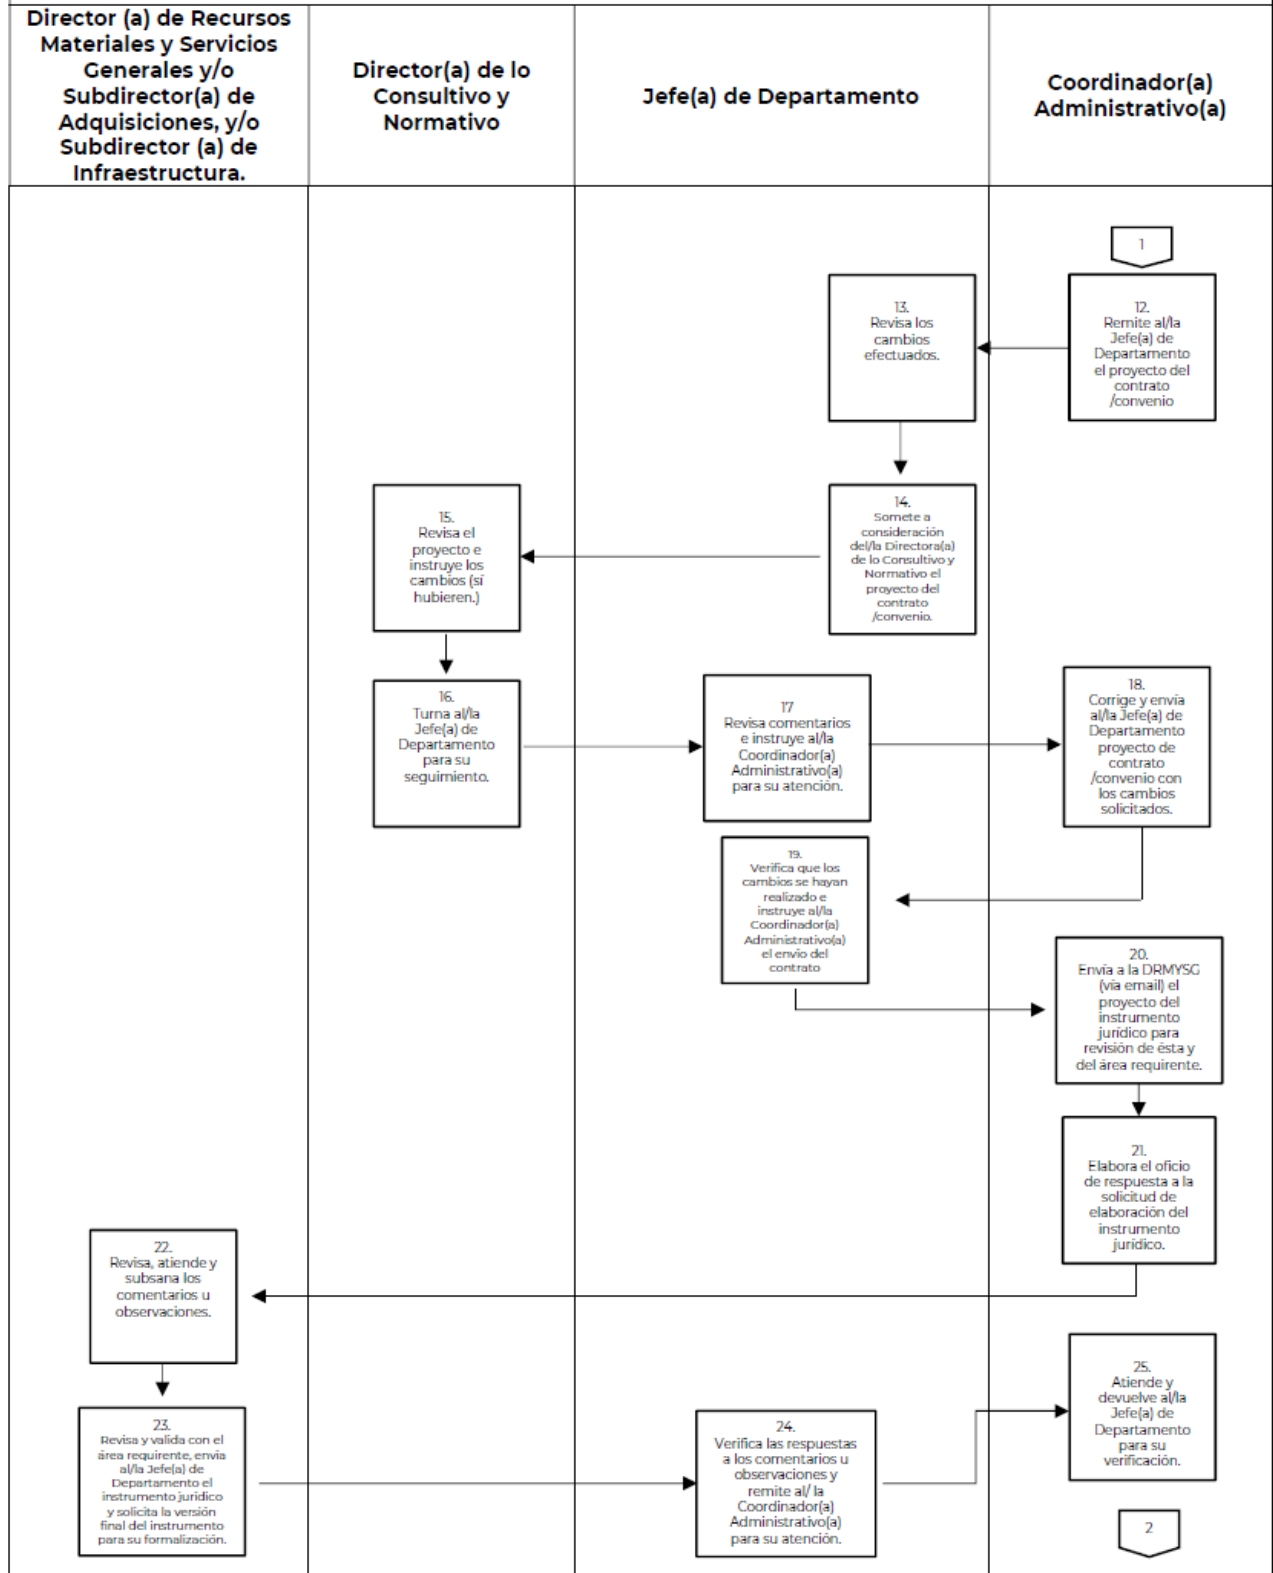 Director (a) de Recursos
Materiales y Servicios
Generales y/o
Subdirector(a) de
Adquisiciones, y/o
Subdirector (a) de
Infraestructura.
Director(a) de lo
Consultivo y
Normativo
Jefe(a) de Departamento
Coordinador(a)
Administrativo(a)
1
12.
Remite al/la
Jefe(a) de
Departamento
el proyecto del
contrato
/convenio
13.
Revisa los
cambios
efectuados.
14.
Somete a
consideración
del/la Directora(a)
de lo Consultivo y
Normativo el
proyecto del
contrato
/convenio.
15.
Revisa el
proyecto e
instruye los
cambios (sí
hubieren.)
16.
Turna al/la
Jefe(a) de
Departamento
para su
seguimiento.
17
Revisa comentarios
e instruye al/la
Coordinador(a)
Administrativo(a)
para su atención.
18.
Corrige y envía
al/la Jefe(a) de
Departamento
proyecto de
contrato
/convenio con
los cambios
solicitados.
19.
Verifica que los
cambios se hayan
realizado e
instruye al/la
Coordinador(a)
Administrativo(a)
el envío del
contrato
20.
Envía a la DRMYSG
(vía email) el
proyecto del
instrumento
jurídico para
revisión de ésta y
del área requirente.
21.
Elabora el oficio
de respuesta a la
solicitud de
elaboración del
instrumento
jurídico.
22.
Revisa, atiende y
subsana los
comentarios u
observaciones.
23.
Revisa y valida con el
área requirente, envía
al/la Jefe(a) de
Departamento el
instrumento jurídico
y solicita la versión
final del instrumento
para su formalización.
24.
Verifica las respuestas
a los comentarios u
observaciones y
remite al/ la
Coordinador(a)
Administrativo(a)
para su atención.
25.
Atiende y
devuelve al/la
Jefe(a) de
Departamento
para su
verificación.
2